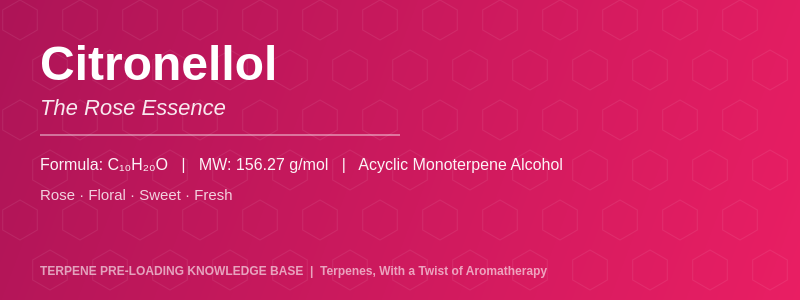 Citronellol
The Rose Essence
Formula: C₁₀H₂₀O | MW: 156.27 g/mol | Acyclic Monoterpene Alcohol
Rose · Floral · Sweet · Fresh
TERPENE PRE-LOADING KNOWLEDGE BASE | Terpenes, With a Twist of Aromatherapy